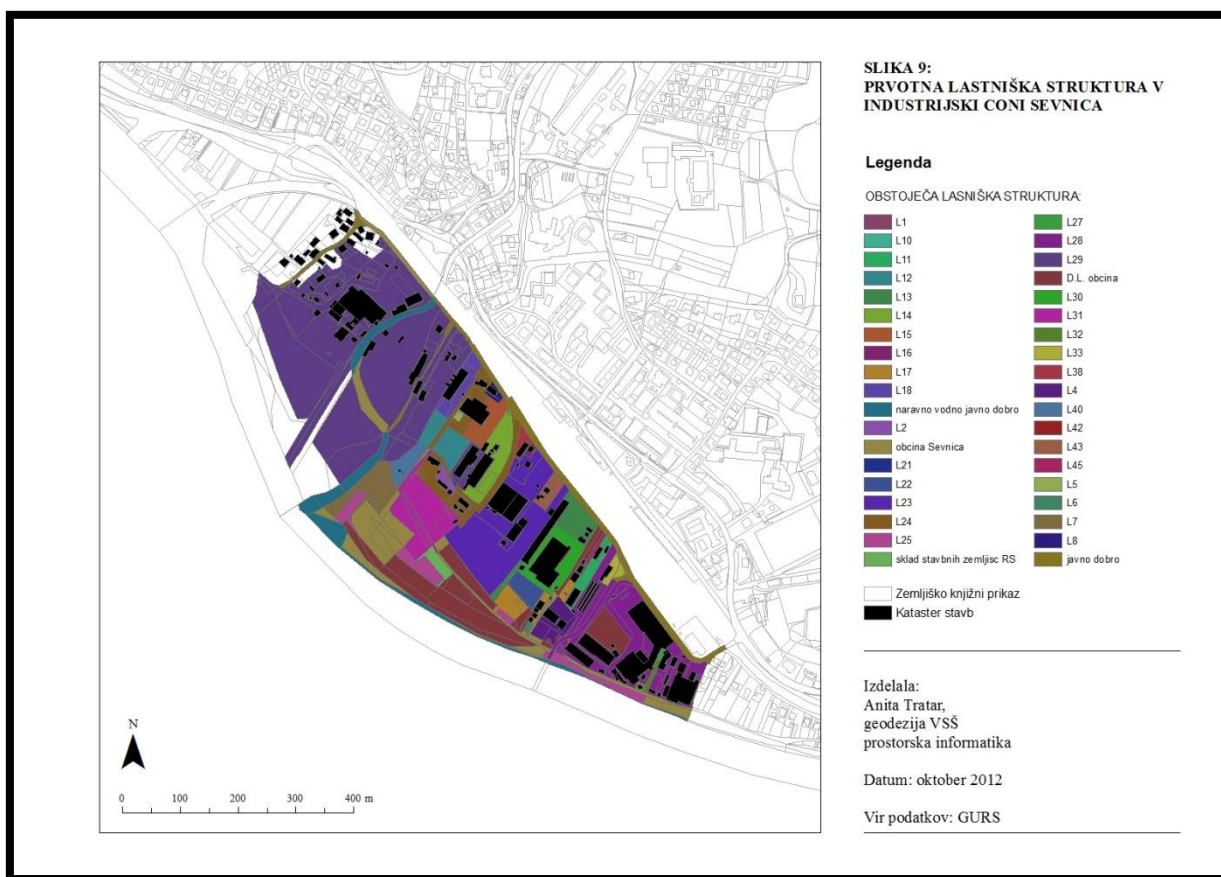 SLIKA 9:
PRVOTNA LASTNIŠKA STRUKTURA V
INDUSTRIJSKI CONI SEVNICA
Legenda
OBSTOJEČA LASNIŠKA STRUKTURA:
L1
L10
L11
L12
L13
L14
L15
L16
L17
L18
naravno vodno javno dobro
L2
obcina Sevnica
L21
L22
L23
L24
L25
sklad stavbnih zemljisc RS
L27
L28
L29
D.L. obcina
L30
L31
L32
L33
L38
L4
L40
L42
L43
L45
L5
L6
L7
L8
javno dobro
Zemljiško knjižni prikaz
Kataster stavb
Izdelala:
Anita Tratar,
geodezija VSŠ
prostorska informatika
Datum: oktober 2012
Vir podatkov: GURS
N
0 100 200 300 400 m